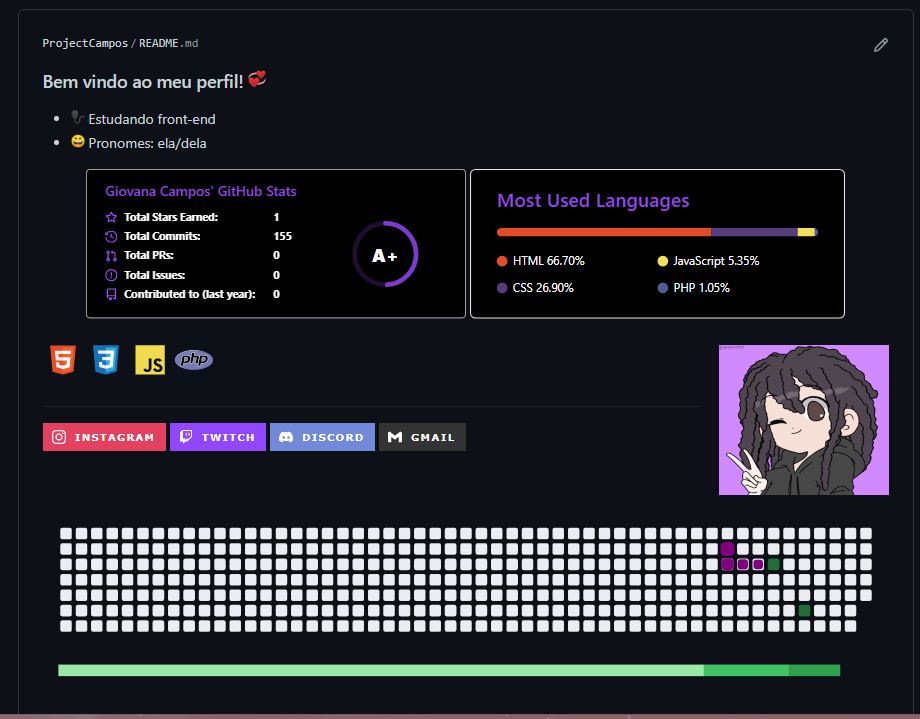 ProjectCampos / README.md
Bem vindo ao meu perfil! 💞
• 🔌 Estudando front-end
• 😄 Pronomes: ela/dela
Giovana Campos' GitHub Stats
Total Stars Earned: 1
Total Commits: 155
Total PRs: 0
Total Issues: 0
Contributed to (last year): 0
A+
Most Used Languages
HTML 66.70%
JavaScript 5.35%
CSS 26.90%
PHP 1.05%
5
3
JS
php
INSTAGRAM
TWITCH
DISCORD
GMAIL